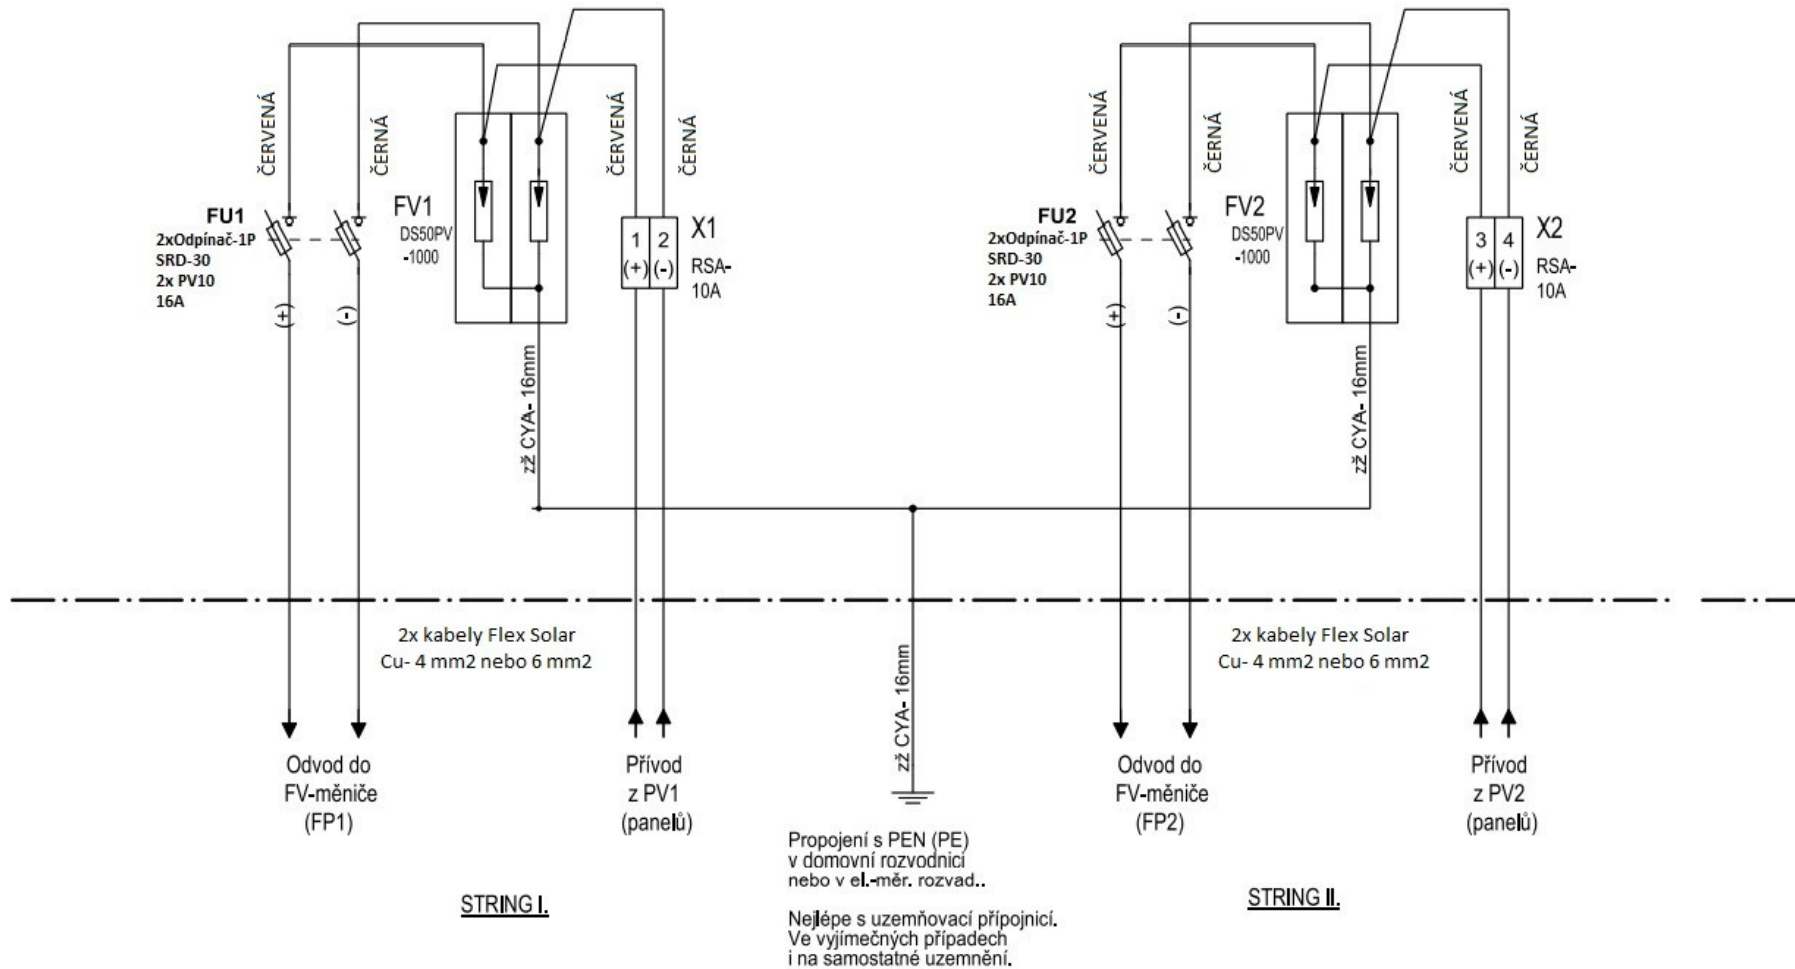 ČERVENÁ
ČERNÁ
ČERVENÁ
ČERNÁ
FU1
2xOdpínač-1P
SRD-30
2x PV10
16A
(+)
(-)
FV1
DS50PV
-1000
1
2
(+)
(-)
X1
RSA-
10A
zž CYA- 16mm
ČERVENÁ
ČERNÁ
ČERVENÁ
ČERNÁ
FU2
2xOdpínač-1P
SRD-30
2x PV10
16A
(+)
(-)
FV2
DS50PV
-1000
3
4
(+)
(-)
X2
RSA-
10A
zž CYA- 16mm
2x kabely Flex Solar
Cu- 4 mm2 nebo 6 mm2
zž CYA- 16mm
2x kabely Flex Solar
Cu- 4 mm2 nebo 6 mm2
Odvod do
FV-měniče
(FP1)
Přívod
z PV1
(panelů)
Odvod do
FV-měniče
(FP2)
Přívod
z PV2
(panelů)
Propojení s PEN (PE)
v domovní rozvodnici
nebo v el.-měr. rozvad..
Nejlépe s uzemňovací přípojnicí.
Ve vyjímečných případech
i na samostatné uzemnění.
STRING I.
STRING II.